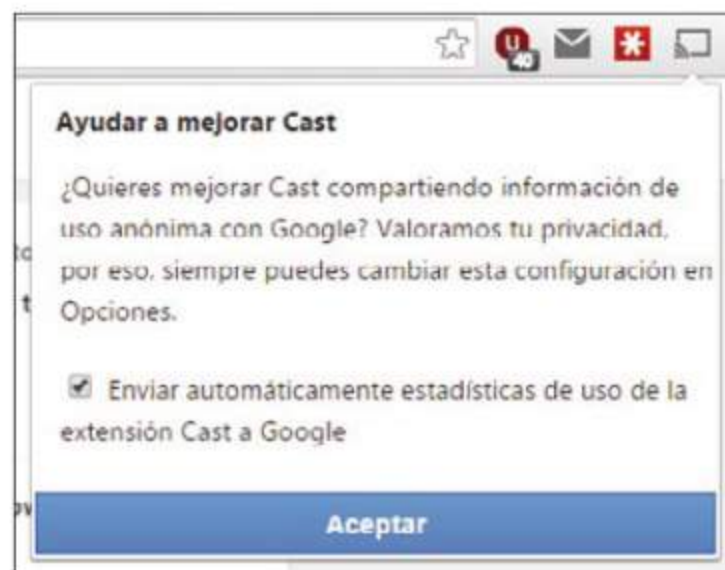 40
Ayudar a mejorar Cast
¿Quieres mejorar Cast compartiendo información de
uso anónima con Google? Valoramos tu privacidad,
por eso, siempre puedes cambiar esta configuración en
Opciones.
Enviar automáticamente estadísticas de uso de la
extensión Cast a Google
Aceptar